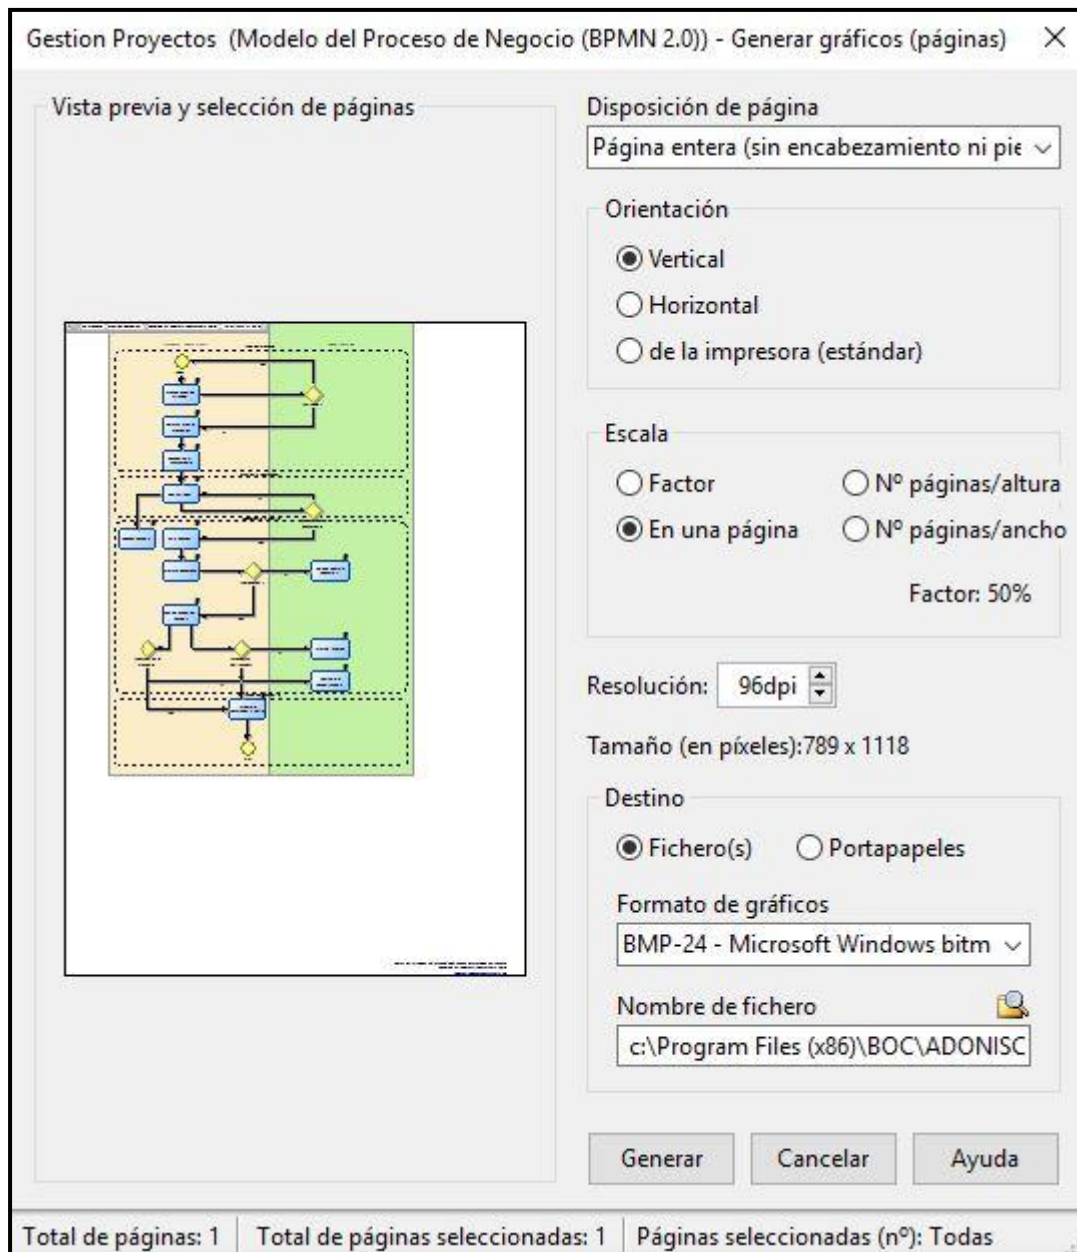 Gestion Proyectos (Modelo del Proceso de Negocio (BPMN 2.0)) - Generar gráficos (páginas)
Vista previa y selección de páginas
Disposición de página
Página entera (sin encabezamiento ni pie
Orientación
Vertical
Horizontal
de la impresora (estándar)
Escala
Factor
Nº páginas/altura
En una página
Nº páginas/ancho
Factor: 50%
Resolución: 96dpi
Tamaño (en píxeles):789 x 1118
Destino
Fichero(s)
Portapapeles
Formato de gráficos
BMP-24 - Microsoft Windows bitm
Nombre de fichero
c:\Program Files (x86)\BOC\ADONISC
Generar
Cancelar
Ayuda
Total de páginas: 1
Total de páginas seleccionadas: 1
Páginas seleccionadas (nº): Todas